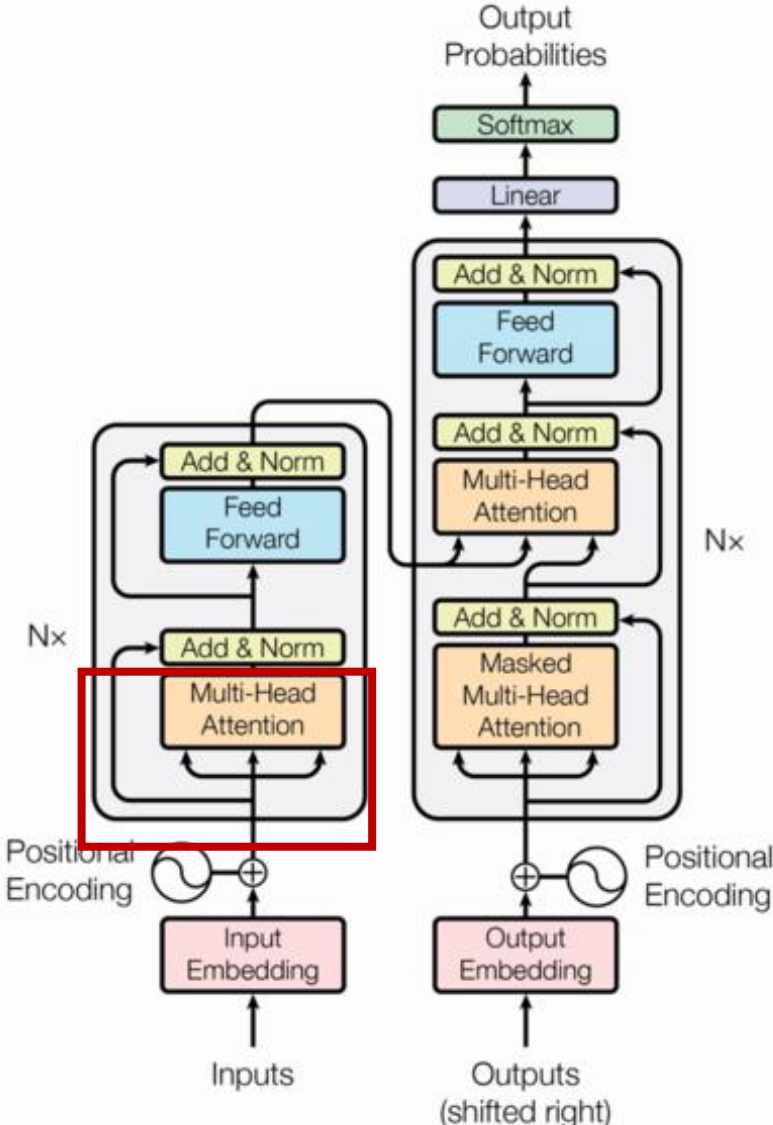 Output
Probabilities
Softmax
Linear
Add & Norm
Feed
Forward
Add & Norm
Multi-Head
Attention
Add & Norm
Masked
Multi-Head
Attention
Nx
Add & Norm
Feed
Forward
Add & Norm
Multi-Head
Attention
Nx
Positional
Encoding
Positional
Encoding
Input
Embedding
Output
Embedding
Inputs
Outputs
(shifted right)